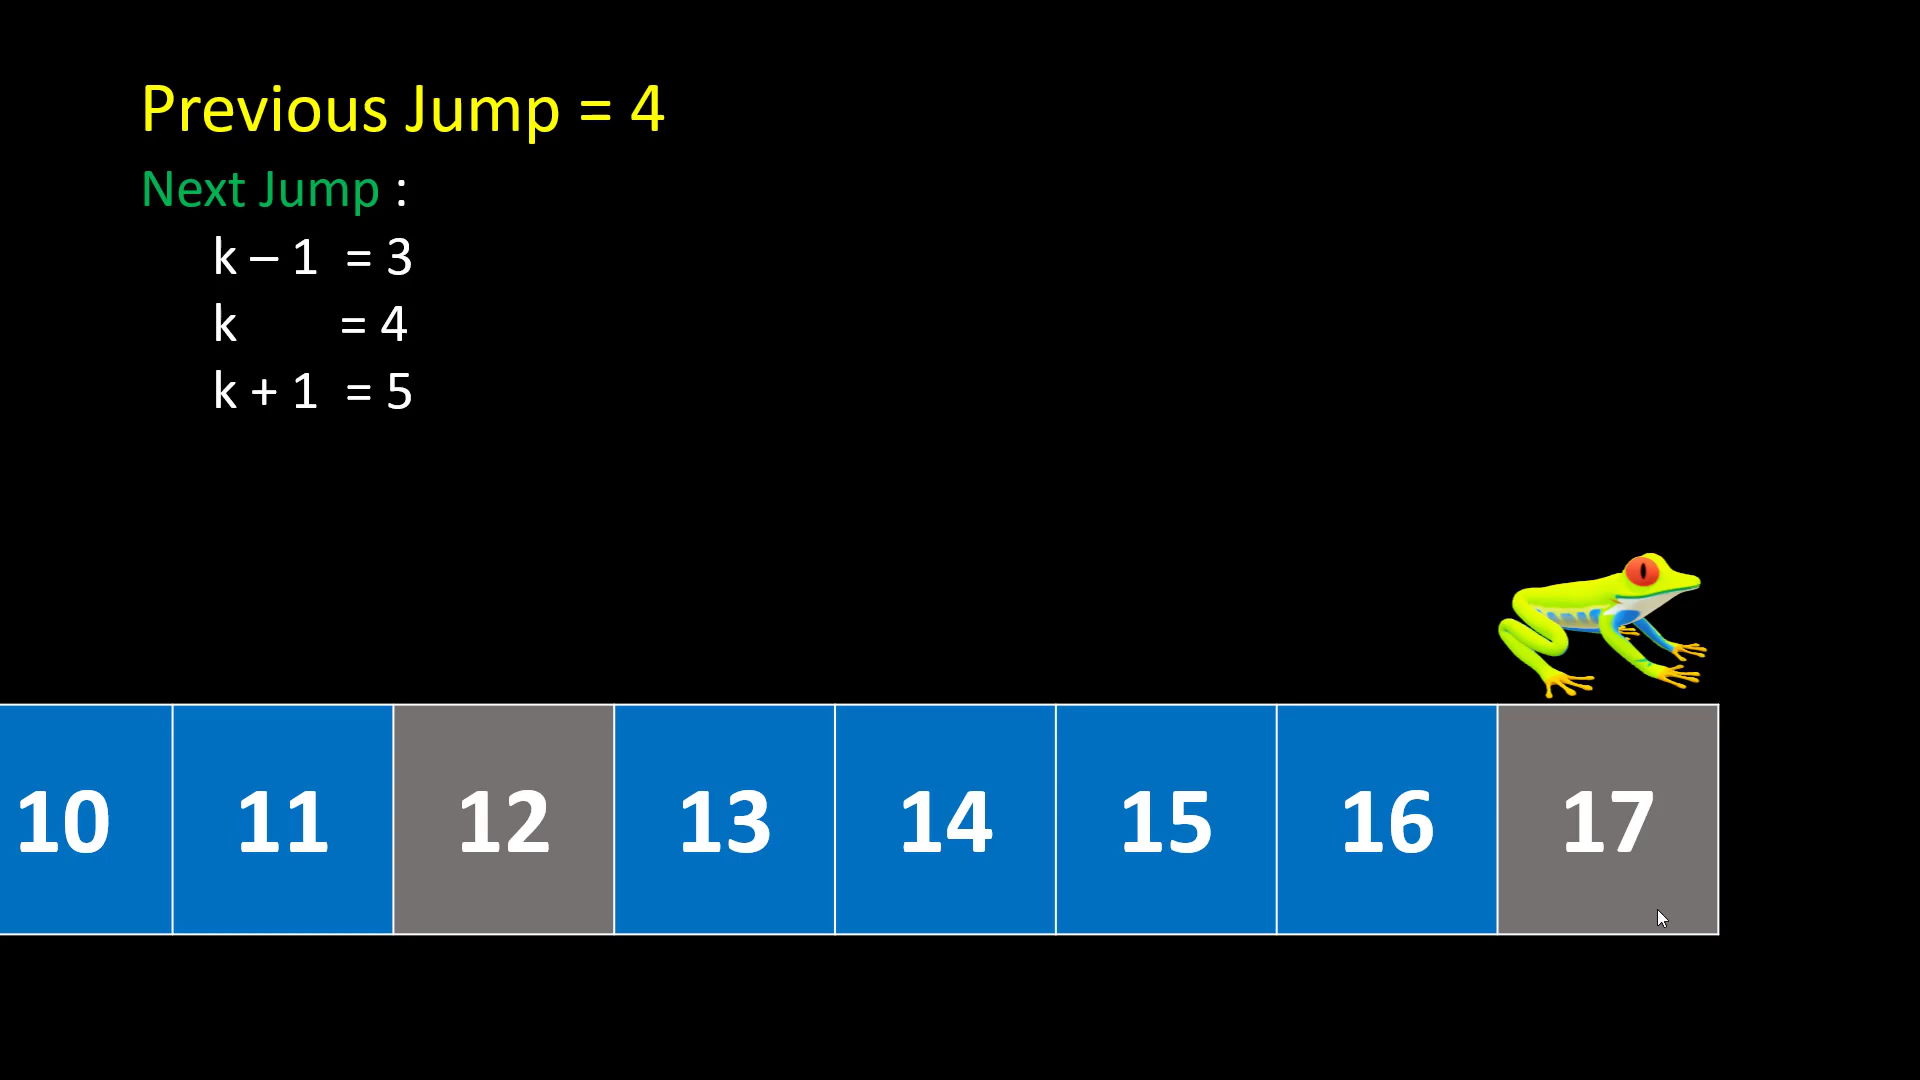 Previous Jump = 4
Next Jump :
k – 1 = 3
k = 4
k + 1 = 5
10 11 12 13 14 15 16 17